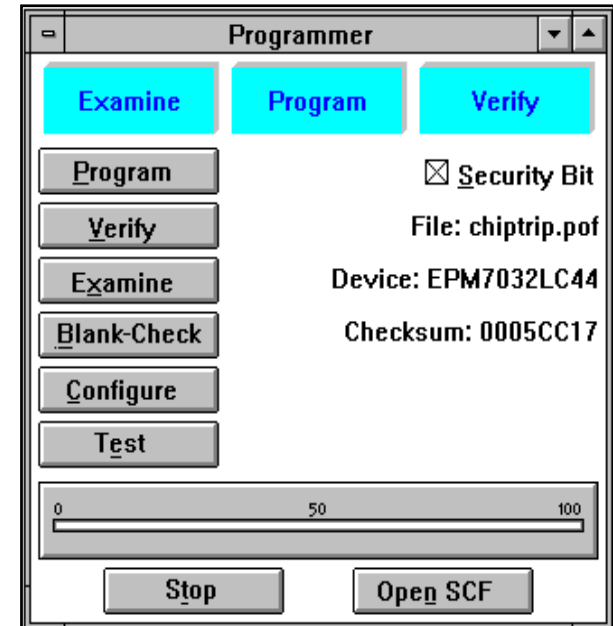 Programmer
Examine Program Verify
Program
Security Bit
Verify
File: chiptrip.pof
Examine
Device: EPM7032LC44
Blank-Check
Checksum: 0005CC17
Configure
Test
0 50 100
Stop Open SCF